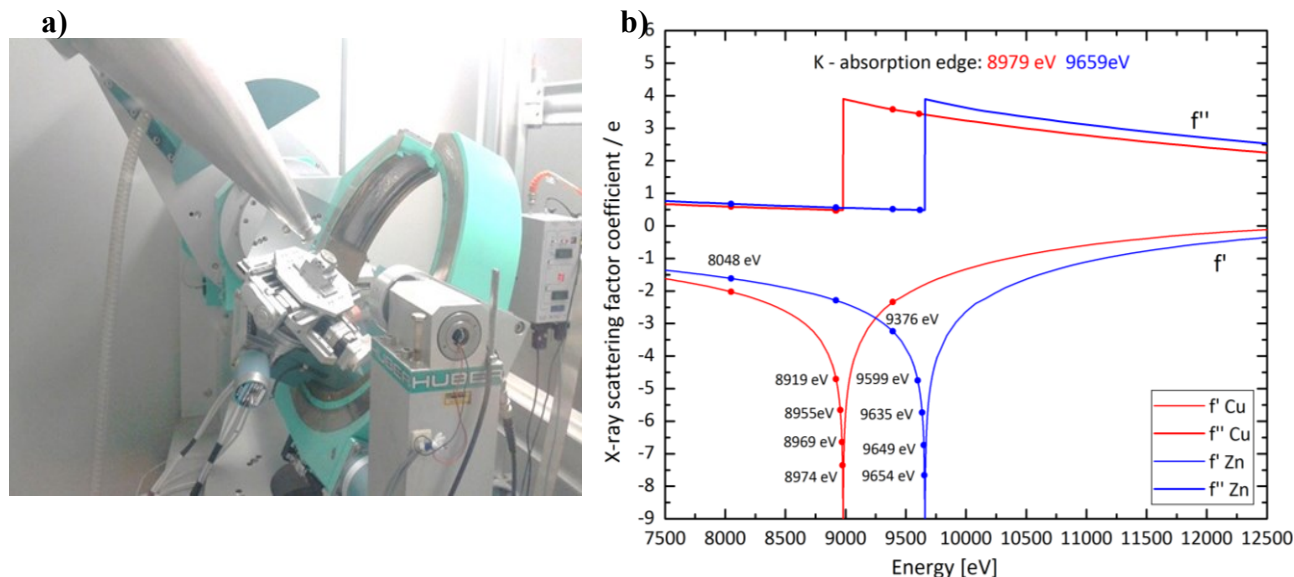 a)
HUBER
b)
K - absorption edge: 8979 eV 9659eV
f''
f'
8048 eV
9376 eV
8919 eV
9599 eV
8955eV
9635 eV
8969 eV
9649 eV
8974 eV
9654 eV
f' Cu
f'' Cu
f' Zn
f'' Zn
X-ray scattering factor coefficient / e
6
5
4
3
2
1
0
-1
-2
-3
-4
-5
-6
-7
-8
-9
7500 8000 8500 9000 9500 10000 10500 11000 11500 12000 12500
Energy [eV]